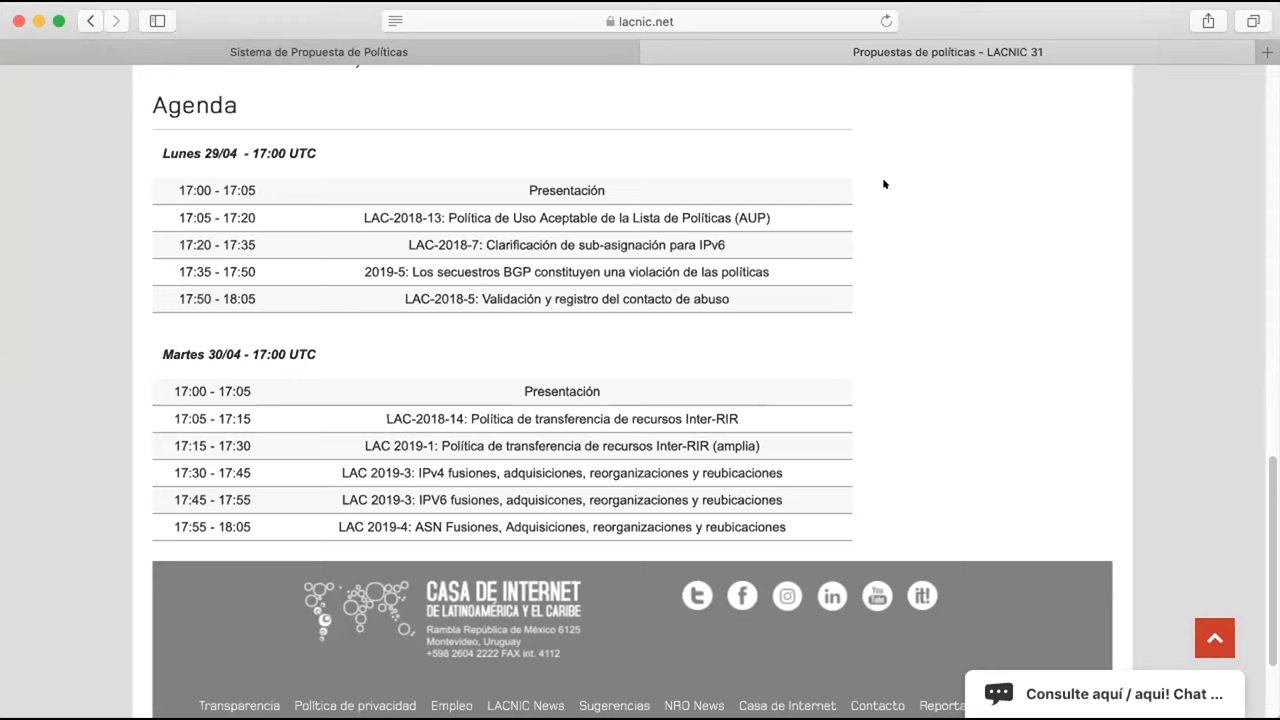 lacnic.net
Sistema de Propuesta de Políticas
Propuestas de políticas - LACNIC 31
Agenda
Lunes 29/04 - 17:00 UTC
17:00 - 17:05 Presentación
17:05 - 17:20 LAC-2018-13: Política de Uso Aceptable de la Lista de Políticas (AUP)
17:20 - 17:35 LAC-2018-7: Clarificación de sub-asignación para IPv6
17:35 - 17:50 2019-5: Los secuestros BGP constituyen una violación de las políticas
17:50 - 18:05 LAC-2018-5: Validación y registro del contacto de abuso
Martes 30/04 - 17:00 UTC
17:00 - 17:05 Presentación
17:05 - 17:15 LAC-2018-14: Política de transferencia de recursos Inter-RIR
17:15 - 17:30 LAC 2019-1: Política de transferencia de recursos Inter-RIR (amplia)
17:30 - 17:45 LAC 2019-3: IPv4 fusiones, adquisiciones, reorganizaciones y reubicaciones
17:45 - 17:55 LAC 2019-3: IPV6 fusiones, adquisicones, reorganizaciones y reubicaciones
17:55 - 18:05 LAC 2019-4: ASN Fusiones, Adquisiciones, reorganizaciones y reubicaciones
CASA DE INTERNET
DE LATINOAMÉRICA Y EL CARIBE
Rambla República de México 6125
Montevideo, Uruguay
+598 2604 2222 FAX int. 4112
in You Tube it!
Consulte aquí / aqui! Chat ...
Transparencia Política de privacidad Empleo LACNIC News Sugerencias NRO News Casa de Internet Contacto Reporta